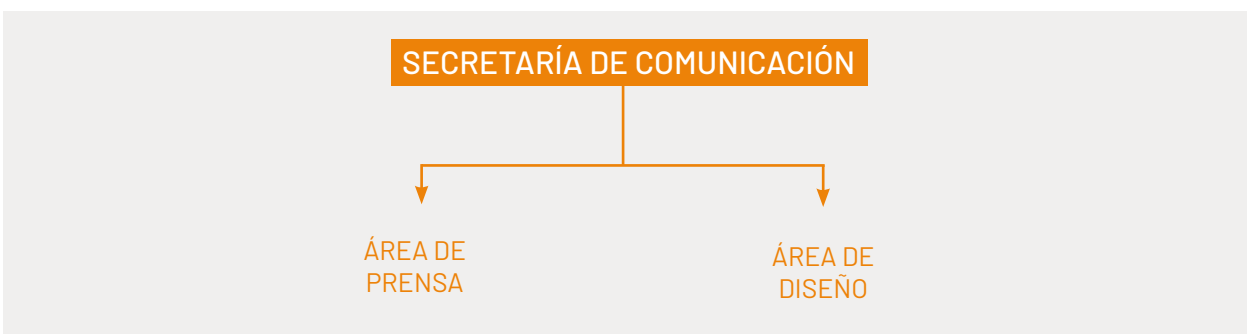 SECRETARÍA DE COMUNICACIÓN
ÁREA DE
PRENSA
ÁREA DE
DISEÑO